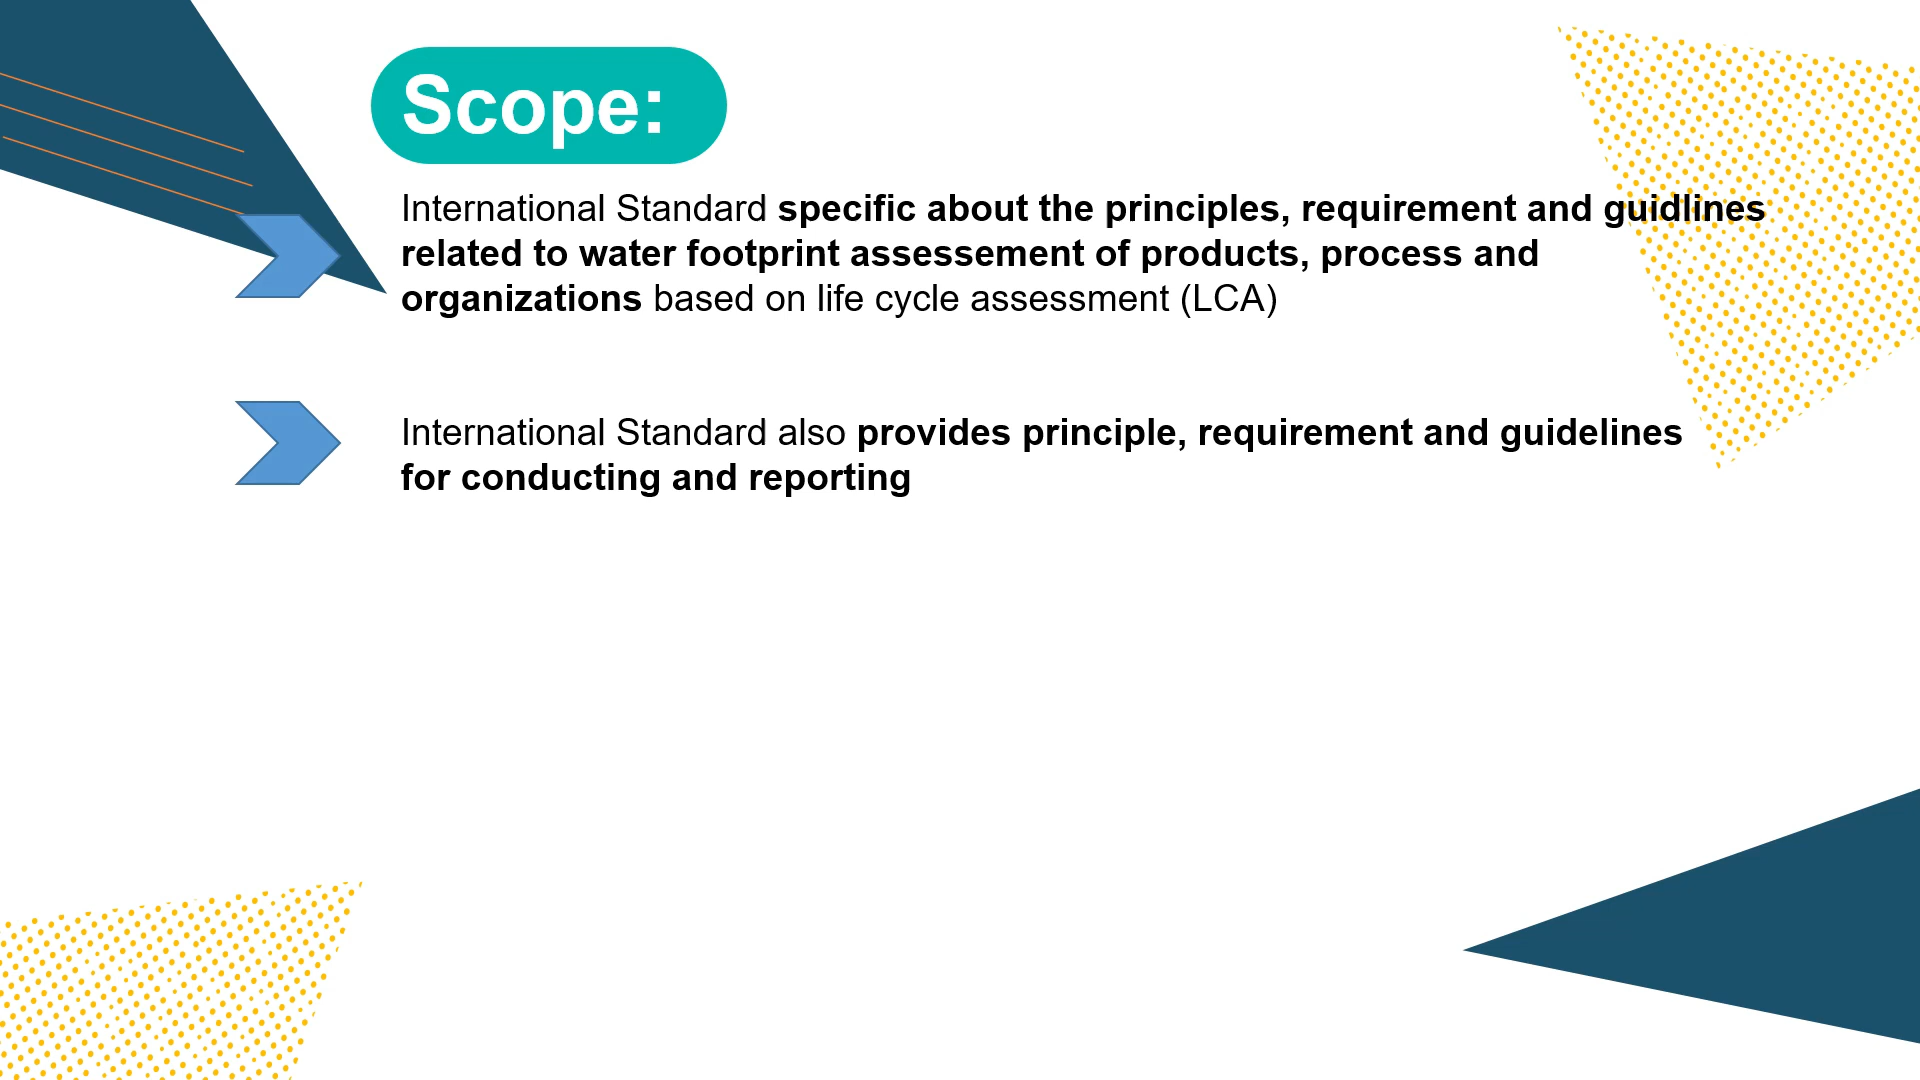 Scope:
International Standard specific about the principles, requirement and guidlines
related to water footprint assessement of products, process and
organizations based on life cycle assessment (LCA)
International Standard also provides principle, requirement and guidelines
for conducting and reporting